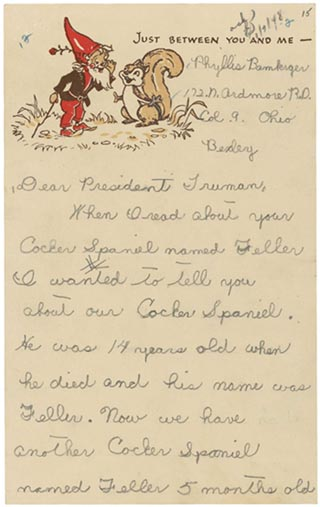 15
18
JUST BETWEEN YOU AND ME —
Phyllis Bamberger
172 N. Ardmore RD.
Col 9. Ohio
Bexley
Dear President Truman,
When I read about your
Cocker Spaniel named Feller
I wanted to tell you
about our Cocker Spaniel.
He was 14 years old when
he died and his name was
Feller. Now we have
another Cocker Spaniel
named Feller 5 months old